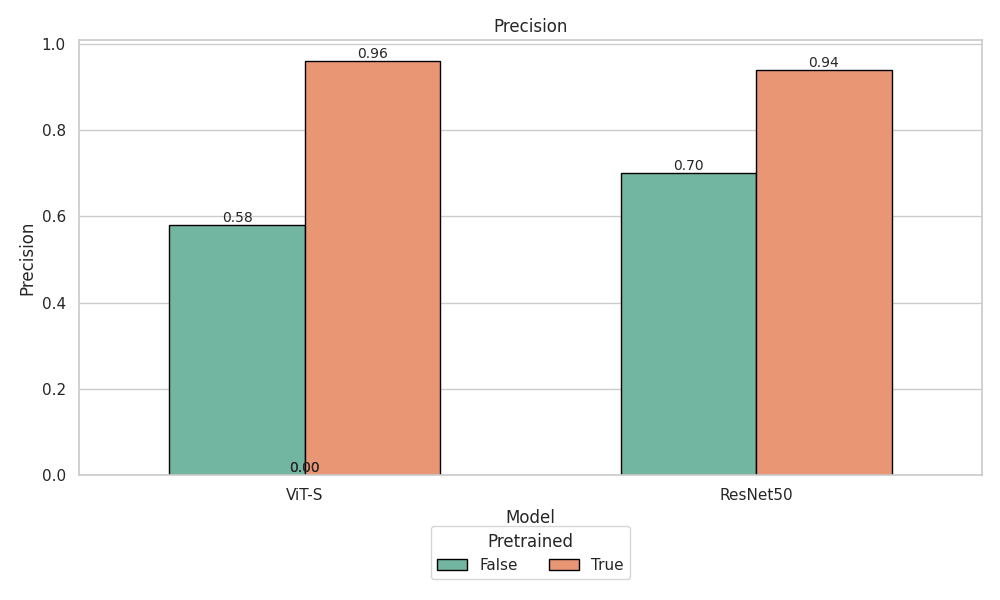 Precision
1.0
0.8
0.6
0.4
0.2
0.0
Precision
0.96
0.94
0.70
0.58
0.00
ViT-S
ResNet50
Model
Pretrained
False
True